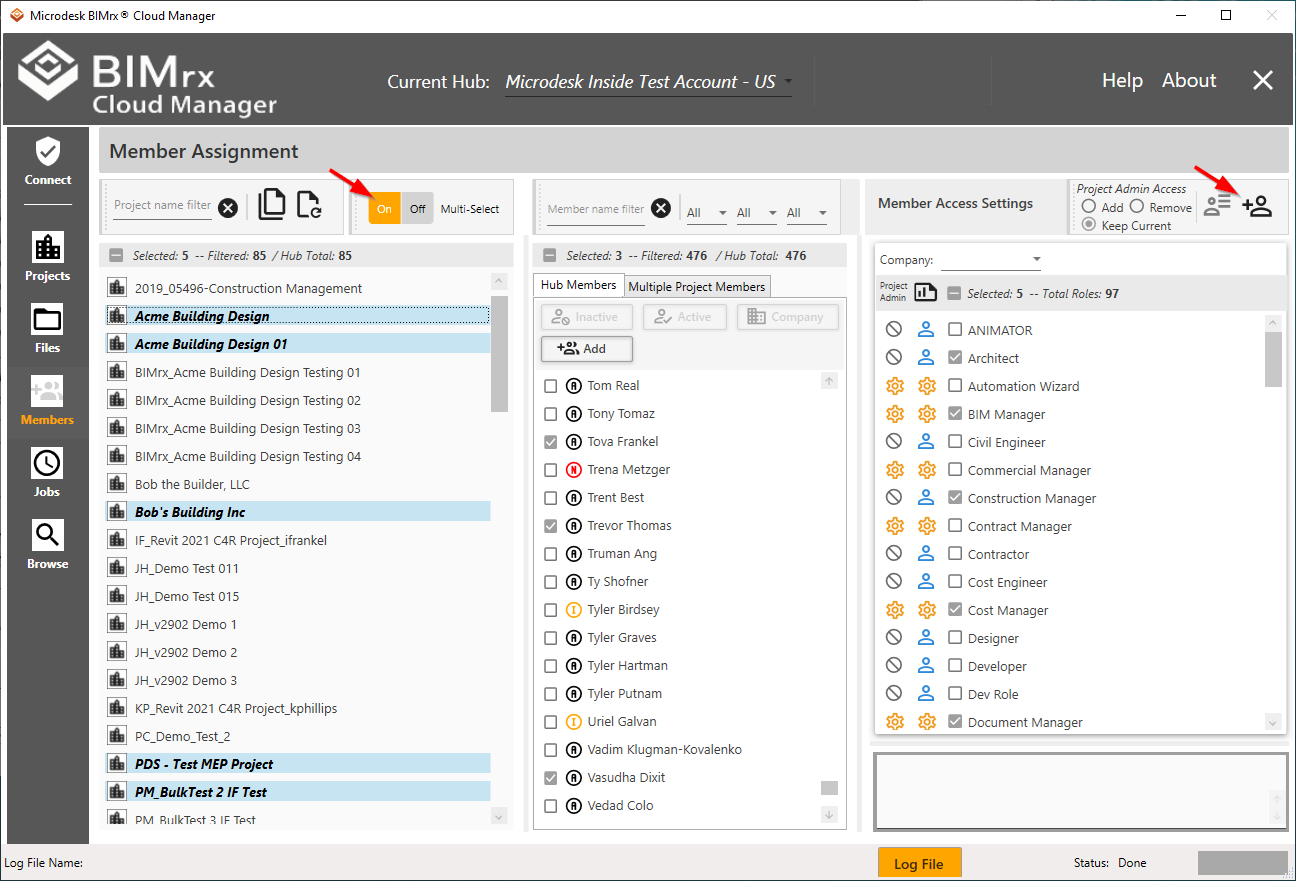 Microdesk BIMrx® Cloud Manager
BIMrx
Cloud Manager
Current Hub: Microdesk Inside Test Account - US
Help About
Connect
Projects
Files
Members
Jobs
Browse
Member Assignment
Project name filter
On Off Multi-Select
Selected: 5 -- Filtered: 85 / Hub Total: 85
2019_05496-Construction Management
Acme Building Design
Acme Building Design 01
BIMrx_Acme Building Design Testing 01
BIMrx_Acme Building Design Testing 02
BIMrx_Acme Building Design Testing 03
BIMrx_Acme Building Design Testing 04
Bob the Builder, LLC
Bob's Building Inc
IF_Revit 2021 C4R Project_ifrankel
JH_Demo Test 011
JH_Demo Test 015
JH_v2902 Demo 1
JH_v2902 Demo 2
JH_v2902 Demo 3
KP_Revit 2021 C4R Project_kphillips
PC_Demo_Test_2
PDS - Test MEP Project
PM_BulkTest 2 IF Test
PM_BulkTest 3 IF Test
Member name filter
All All All
Selected: 3 -- Filtered: 476 / Hub Total: 476
Hub Members Multiple Project Members
Inactive Active Company
Add
A Tom Real
A Tony Tomaz
A Tova Frankel
N Trena Metzger
A Trent Best
A Trevor Thomas
A Truman Ang
A Ty Shofner
I Tyler Birdsey
A Tyler Graves
A Tyler Hartman
A Tyler Putnam
I Uriel Galvan
A Vadim Klugman-Kovalenko
A Vasudha Dixit
A Vedad Colo
Member Access Settings
Project Admin Access
Add Remove
Keep Current
Company:
Project Admin
Selected: 5 -- Total Roles: 97
ANIMATOR
Architect
Automation Wizard
BIM Manager
Civil Engineer
Commercial Manager
Construction Manager
Contract Manager
Contractor
Cost Engineer
Cost Manager
Designer
Developer
Dev Role
Document Manager
Log File Name:
Log File
Status: Done